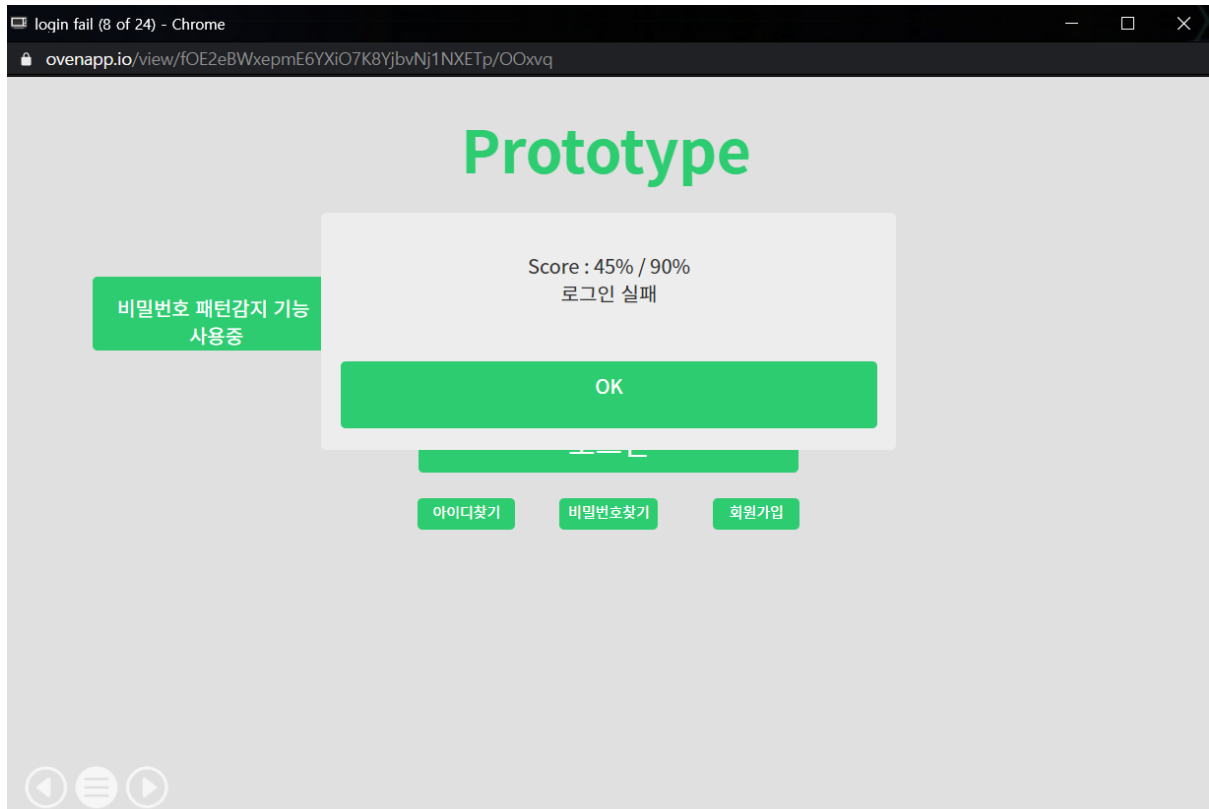 login fail (8 of 24) - Chrome
ovenapp.io/view/fOE2eBWxepmE6YXiO7K8YjbvNj1NXETp/OOxvq
Prototype
Score : 45% / 90%
로그인 실패
비밀번호 패턴감지 기능
사용중
OK
아이디찾기
비밀번호찾기
회원가입